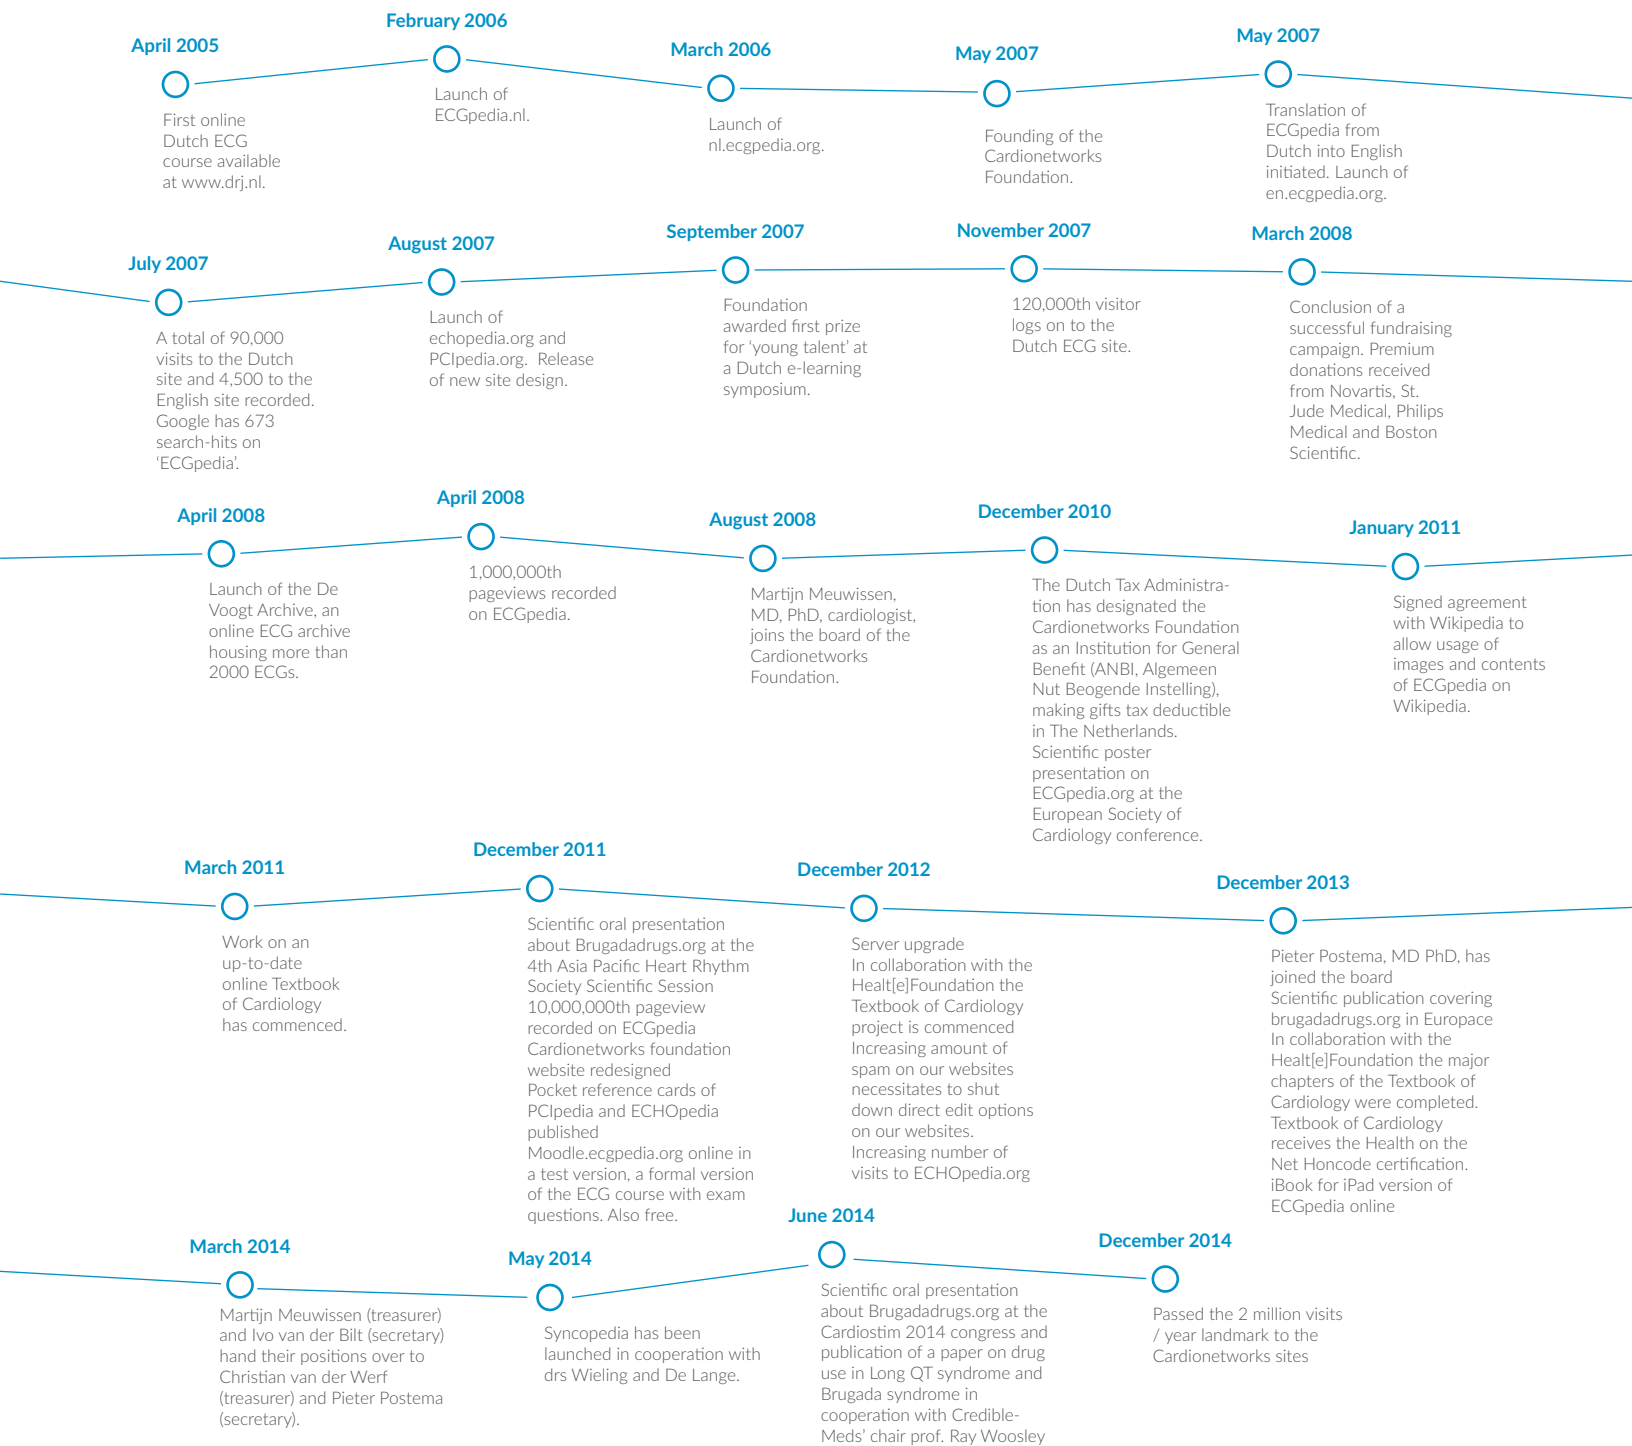 April 2005
First online
Dutch ECG
course available
at www.drj.nl.
February 2006
Launch of
ECGpedia.nl.
March 2006
Launch of
nl.ecgpedia.org.
May 2007
Founding of the
Cardionetworks
Foundation.
May 2007
Translation of
ECGpedia from
Dutch into English
initiated. Launch of
en.ecgpedia.org.
July 2007
A total of 90,000
visits to the Dutch
site and 4,500 to the
English site recorded.
Google has 673
search-hits on
‘ECGpedia’.
August 2007
Launch of
echopedia.org and
PCIpedia.org.  Release
of new site design.
September 2007
Foundation
awarded first prize
for ‘young talent’ at
a Dutch e-learning
symposium.
November 2007
120,000th visitor
logs on to the
Dutch ECG site.
March 2008
Conclusion of a
successful fundraising
campaign. Premium
donations received
from Novartis, St.
Jude Medical, Philips
Medical and Boston
Scientific.
April 2008
Launch of the De
Voogt Archive, an
online ECG archive
housing more than
2000 ECGs.
April 2008
1,000,000th
pageviews recorded
on ECGpedia.
August 2008
Martijn Meuwissen,
MD, PhD, cardiologist,
joins the board of the
Cardionetworks
Foundation.
December 2010
The Dutch Tax Administra-
tion has designated the
Cardionetworks Foundation
as an Institution for General
Benefit (ANBI, Algemeen
Nut Beogende Instelling),
making gifts tax deductible
in The Netherlands.
Scientific poster
presentation on
ECGpedia.org at the
European Society of
Cardiology conference.
January 2011
Signed agreement
with Wikipedia to
allow usage of
images and contents
of ECGpedia on
Wikipedia.
March 2011
Work on an
up-to-date
online Textbook
of Cardiology
has commenced.
December 2011
Scientific oral presentation
about Brugadadrugs.org at the
4th Asia Pacific Heart Rhythm
Society Scientific Session
10,000,000th pageview
recorded on ECGpedia
Cardionetworks foundation
website redesigned
Pocket reference cards of
PCIpedia and ECHOpedia
published
Moodle.ecgpedia.org online in
a test version, a formal version
of the ECG course with exam
questions. Also free.
December 2012
Server upgrade
In collaboration with the
Healt[e]Foundation the
Textbook of Cardiology
project is commenced
Increasing amount of
spam on our websites
necessitates to shut
down direct edit options
on our websites.
Increasing number of
visits to ECHOpedia.org
December 2013
Pieter Postema, MD PhD, has
joined the board
Scientific publication covering
brugadadrugs.org in Europace
In collaboration with the
Healt[e]Foundation the major
chapters of the Textbook of
Cardiology were completed.
Textbook of Cardiology
receives the Health on the
Net Honcode certification.
iBook for iPad version of
ECGpedia online
March 2014
Martijn Meuwissen (treasurer)
and Ivo van der Bilt (secretary)
hand their positions over to
Christian van der Werf
(treasurer) and Pieter Postema
(secretary).
May 2014
Syncopedia has been
launched in cooperation with
drs Wieling and De Lange.
June 2014
Scientific oral presentation
about Brugadadrugs.org at the
Cardiostim 2014 congress and
publication of a paper on drug
use in Long QT syndrome and
Brugada syndrome in
cooperation with Credible-
Meds’ chair prof. Ray Woosley
December 2014
Passed the 2 million visits
/ year landmark to the
Cardionetworks sites